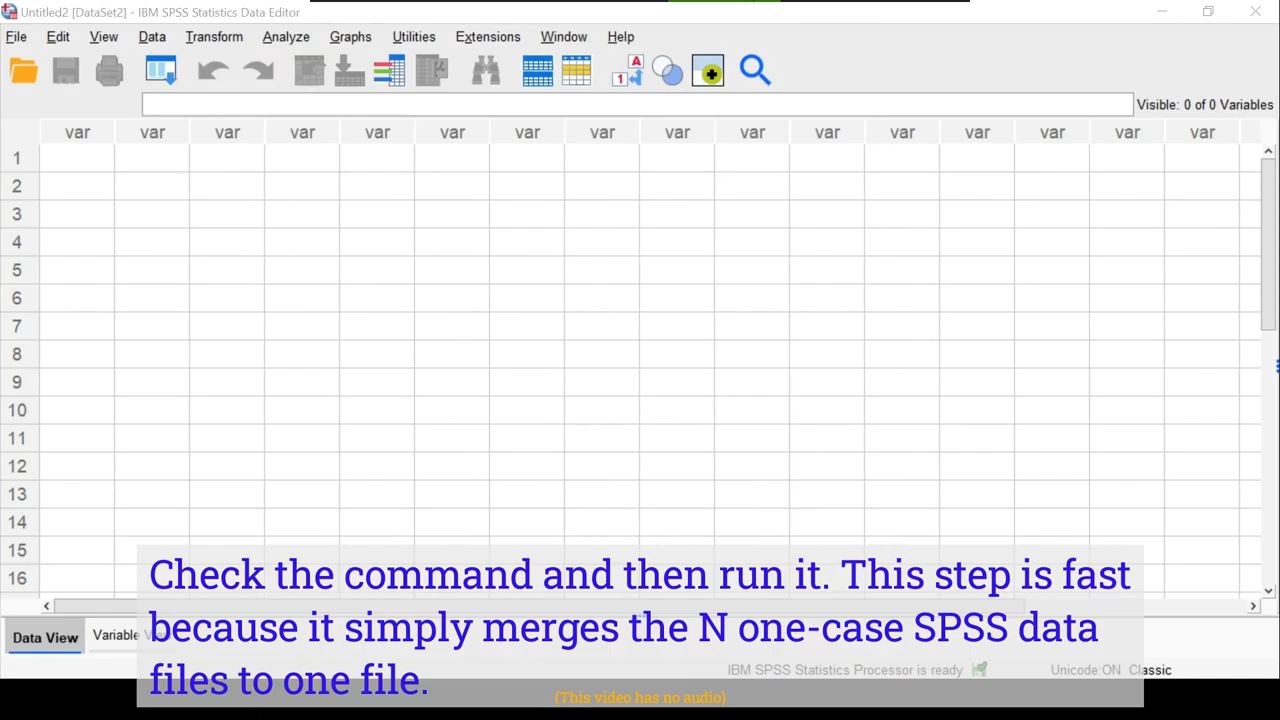 Untitled2 [DataSet2] - IBM SPSS Statistics Data Editor
File Edit View Data Transform Analyze Graphs Utilities Extensions Window Help
1 A
Visible: 0 of 0 Variables
var var var var var var var var var var var var var var var var
1
2
3
4
5
6
7
8
9
10
11
12
13
14
15
16
Check the command and then run it. This step is fast
because it simply merges the N one-case SPSS data
files to one file.
Data View Variable
IBM SPSS Statistics Processor is ready Unicode:ON Classic
(This video has no audio)